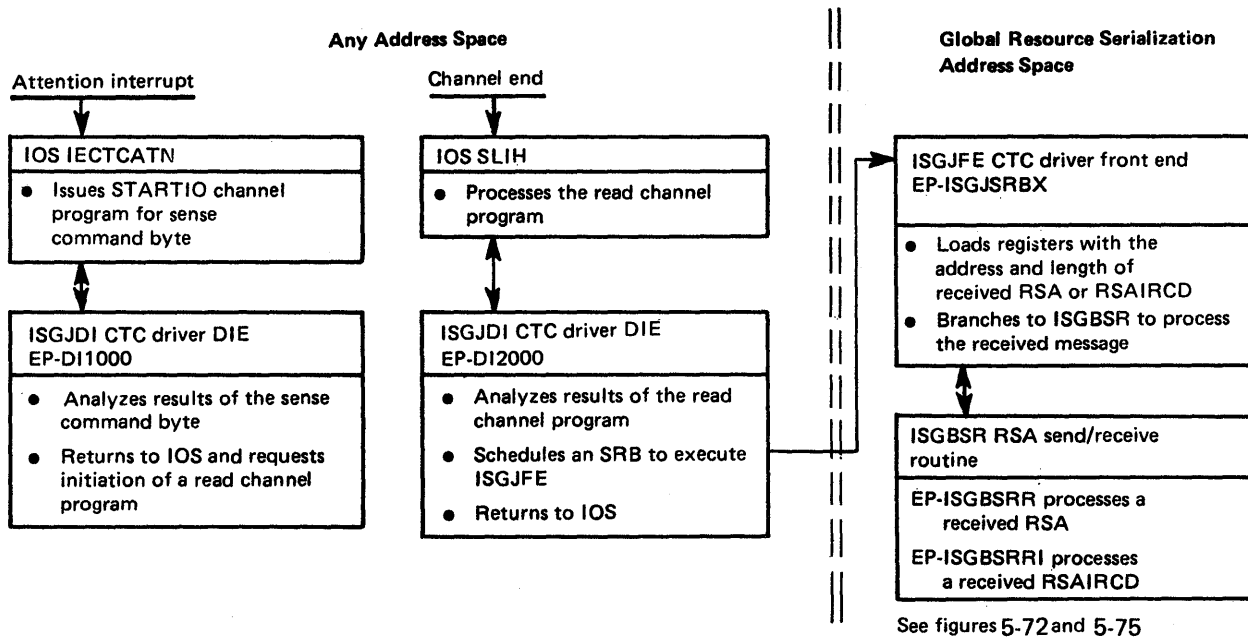 Any Address Space
Global Resource Serialization
Address Space
Attention interrupt
IOS IECTCATN
● Issues STARTIO channel
program for sense
command byte
ISGJDI CTC driver DIE
EP-DI1000
● Analyzes results of the sense
command byte
● Returns to IOS and requests
initiation of a read channel
program
Channel end
IOS SLIH
● Processes the read channel
program
ISGJDI CTC driver DIE
EP-DI2000
● Analyzes results of the read
channel program
● Schedules an SRB to execute
ISGJFE
● Returns to IOS
ISGJFE CTC driver front end
EP-ISGJSRBX
● Loads registers with the
address and length of
received RSA or RSAIRCD
● Branches to ISGBSR to process
the received message
ISGBSR RSA send/receive
routine
EP-ISGBSRR processes a
received RSA
EP-ISGBSRRI processes
a received RSAIRCD
See figures 5-72 and 5-75